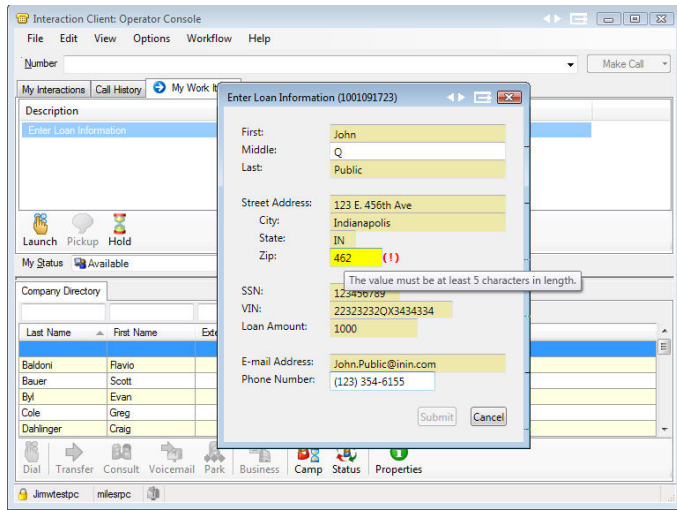 Interaction Client: Operator Console
File Edit View Options Workflow Help
Number
Make Call
My Interactions Call History My Work It
Description
Enter Loan Information
Launch Pickup Hold
My Status Available
Company Directory
Last Name First Name Exte
Baldoni Flavio
Bauer Scott
Byl Evan
Cole Greg
Dahlinger Craig
Dial Transfer Consult Voicemail Park Business Camp Status Properties
Jimwtestpc milesrpc
Enter Loan Information (1001091723)
First: John
Middle: Q
Last: Public
Street Address: 123 E. 456th Ave
City: Indianapolis
State: IN
Zip: 462 (!)
The value must be at least 5 characters in length.
SSN: 123456789
VIN: 22323232QX3434334
Loan Amount: 1000
E-mail Address: John.Public@inin.com
Phone Number: (123) 354-6155
Submit Cancel